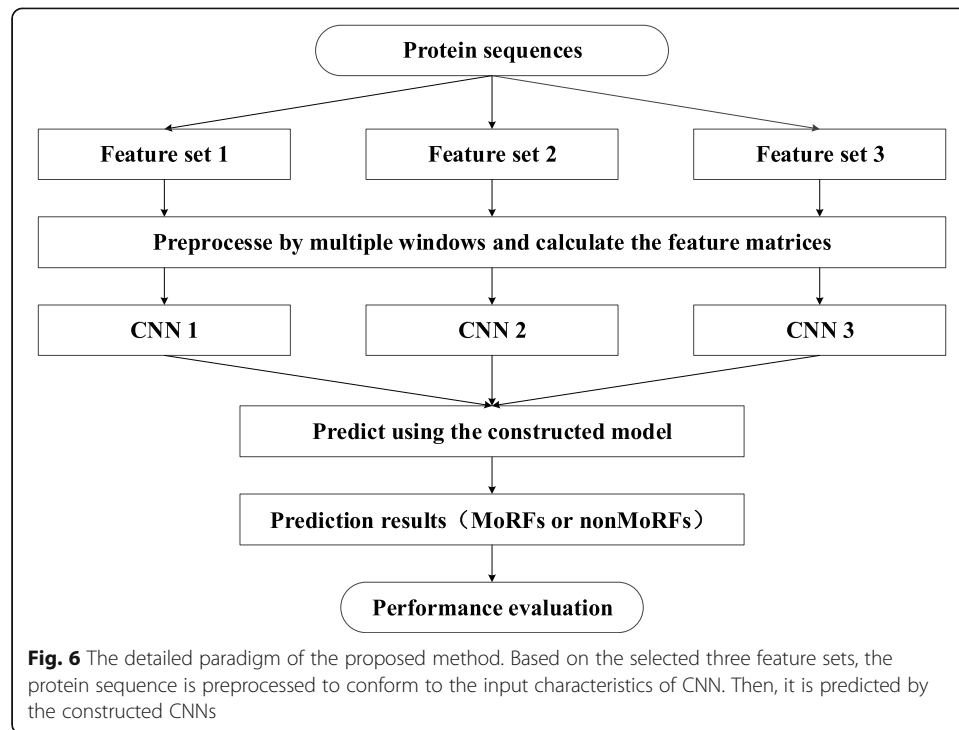 Protein sequences
Feature set 1
Feature set 2
Feature set 3
Preprocesse by multiple windows and calculate the feature matrices
CNN 1
CNN 2
CNN 3
Predict using the constructed model
Prediction results（MoRFs or nonMoRFs）
Performance evaluation
Fig. 6 The detailed paradigm of the proposed method. Based on the selected three feature sets, the
protein sequence is preprocessed to conform to the input characteristics of CNN. Then, it is predicted by
the constructed CNNs